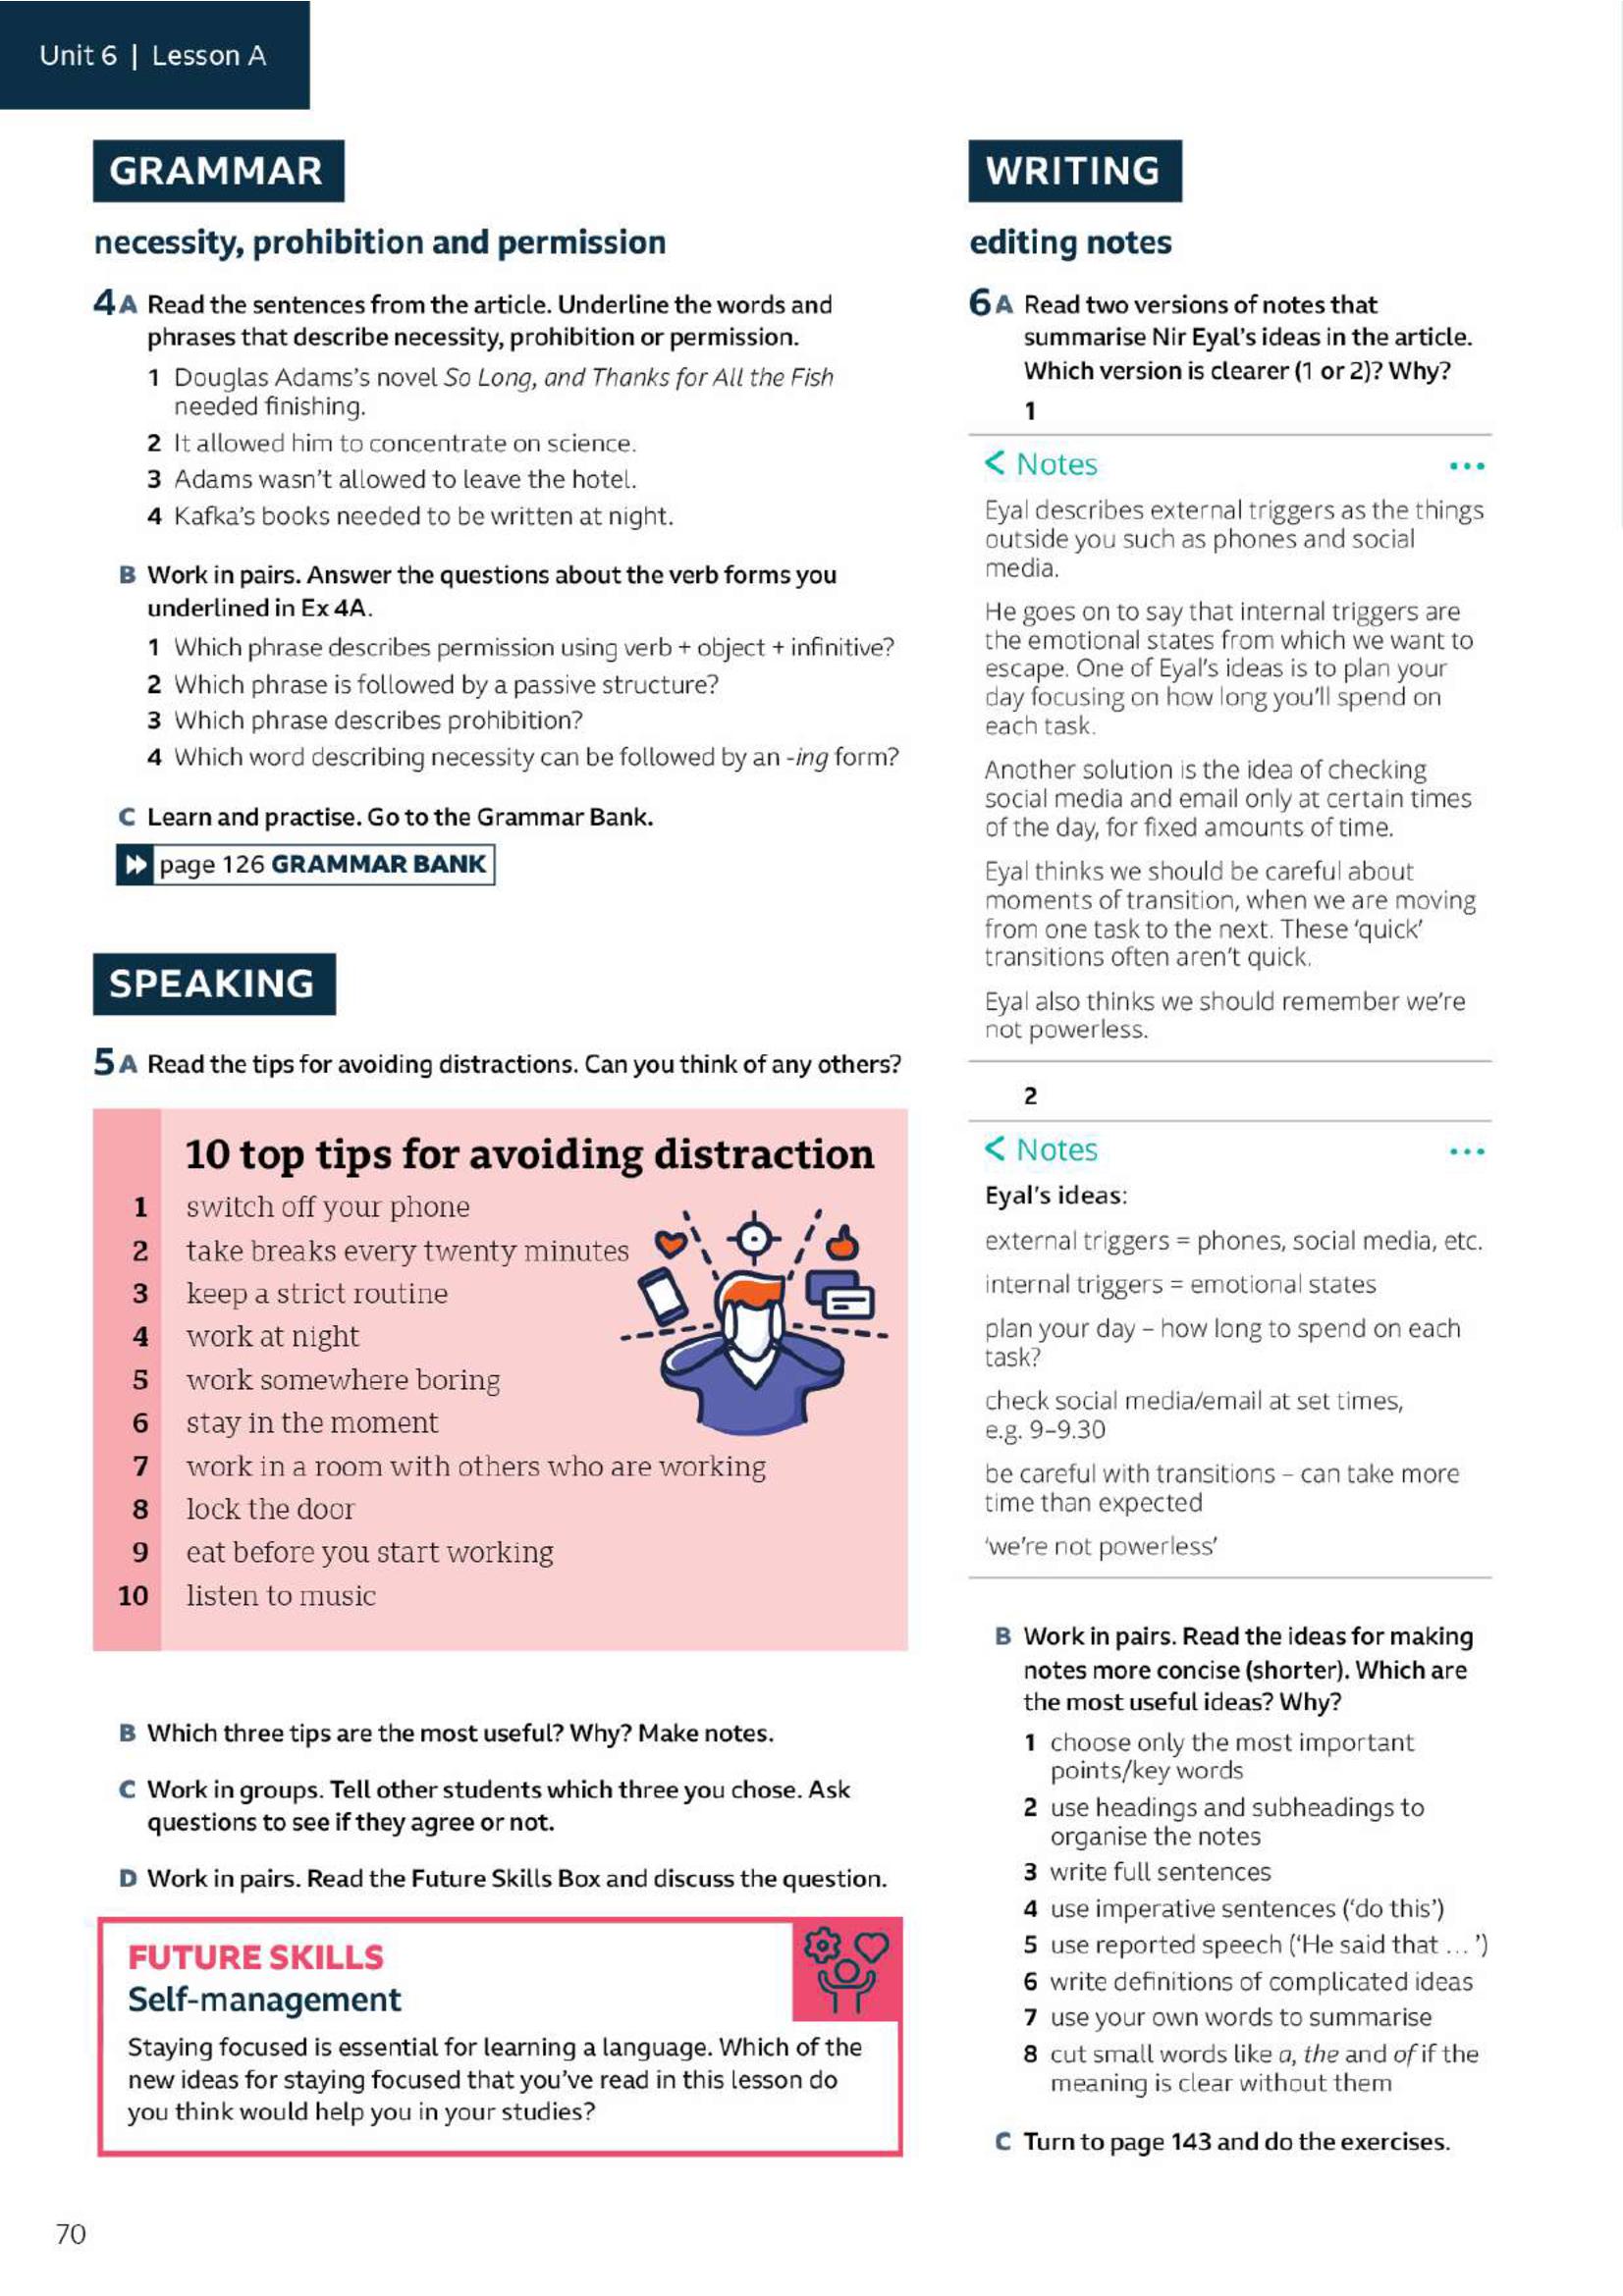 Unit 6 | Lesson A
GRAMMAR
necessity, prohibition and permission
4 A Read the sentences from the article. Underline the words and
phrases that describe necessity, prohibition or permission.
1 Douglas Adams's novel So Long, and Thanks for All the Fish
needed finishing.
2 It allowed him to concentrate on science.
3 Adams wasn't allowed to leave the hotel.
4 Kafka's books needed to be written at night.
B Work in pairs. Answer the questions about the verb forms you
underlined in Ex 4A.
1 Which phrase describes permission using verb + object + infinitive?
2 Which phrase is followed by a passive structure?
3 Which phrase describes prohibition?
4 Which word describing necessity can be followed by an -ing form?
C Learn and practise. Go to the Grammar Bank.
page 126 GRAMMAR BANK
SPEAKING
5 A Read the tips for avoiding distractions. Can you think of any others?
10 top tips for avoiding distraction
1 switch off your phone
2 take breaks every twenty minutes
3 keep a strict routine
4 work at night
5 work somewhere boring
6 stay in the moment
7 work in a room with others who are working
8 lock the door
9 eat before you start working
10 listen to music
B Which three tips are the most useful? Why? Make notes.
C Work in groups. Tell other students which three you chose. Ask
questions to see if they agree or not.
D Work in pairs. Read the Future Skills Box and discuss the question.
FUTURE SKILLS
Self-management
Staying focused is essential for learning a language. Which of the
new ideas for staying focused that you've read in this lesson do
you think would help you in your studies?
WRITING
editing notes
6 A Read two versions of notes that
summarise Nir Eyal's ideas in the article.
Which version is clearer (1 or 2)? Why?
1
< Notes ...
Eyal describes external triggers as the things
outside you such as phones and social
media.
He goes on to say that internal triggers are
the emotional states from which we want to
escape. One of Eyal's ideas is to plan your
day focusing on how long you'll spend on
each task.
Another solution is the idea of checking
social media and email only at certain times
of the day, for fixed amounts of time.
Eyal thinks we should be careful about
moments of transition, when we are moving
from one task to the next. These 'quick'
transitions often aren't quick.
Eyal also thinks we should remember we're
not powerless.
2
< Notes ...
Eyal's ideas:
external triggers = phones, social media, etc.
internal triggers = emotional states
plan your day – how long to spend on each
task?
check social media/email at set times,
e.g. 9–9.30
be careful with transitions – can take more
time than expected
'we're not powerless'
B Work in pairs. Read the ideas for making
notes more concise (shorter). Which are
the most useful ideas? Why?
1 choose only the most important
points/key words
2 use headings and subheadings to
organise the notes
3 write full sentences
4 use imperative sentences ('do this')
5 use reported speech ('He said that ... ')
6 write definitions of complicated ideas
7 use your own words to summarise
8 cut small words like a, the and of if the
meaning is clear without them
C Turn to page 143 and do the exercises.
70